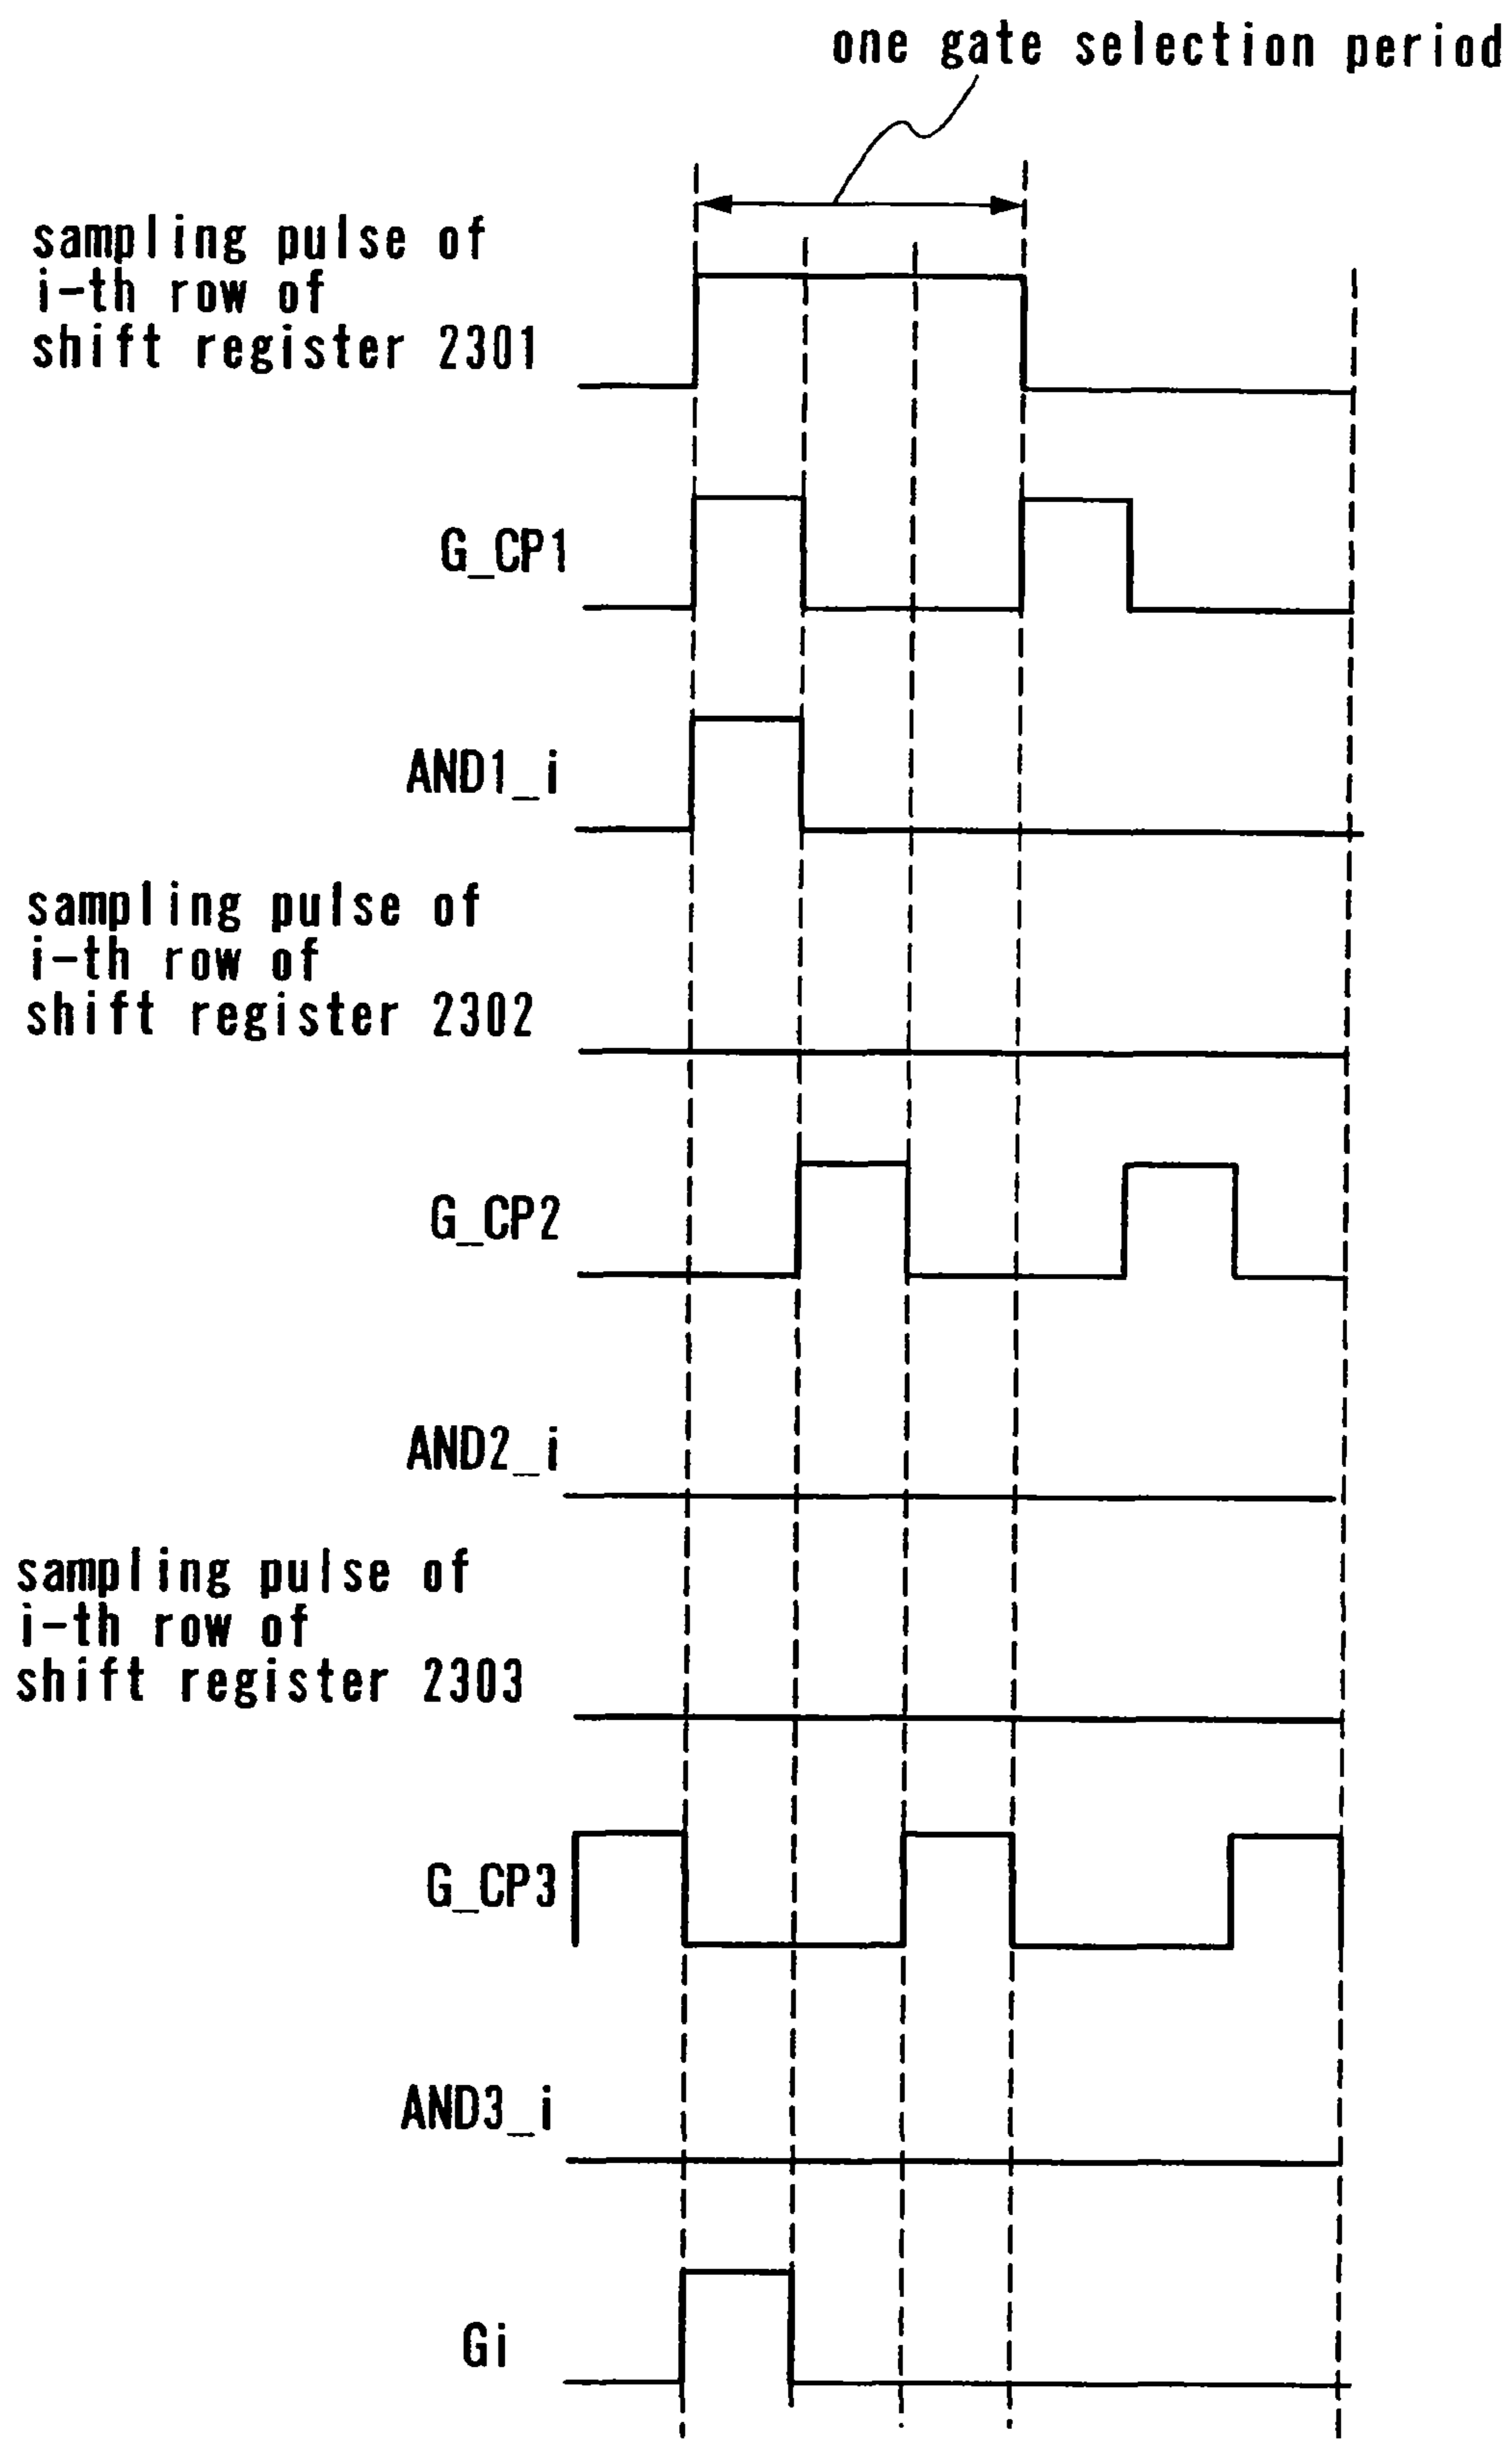 one gate selection period
sampling pulse of
i-th row of
shift register 2301
G_CP1
AND1_i
sampling pulse of
i-th row of
shift register 2302
G_CP2
AND2_i
sampling pulse of
i-th row of
shift register 2303
G_CP3
AND3_i
Gi